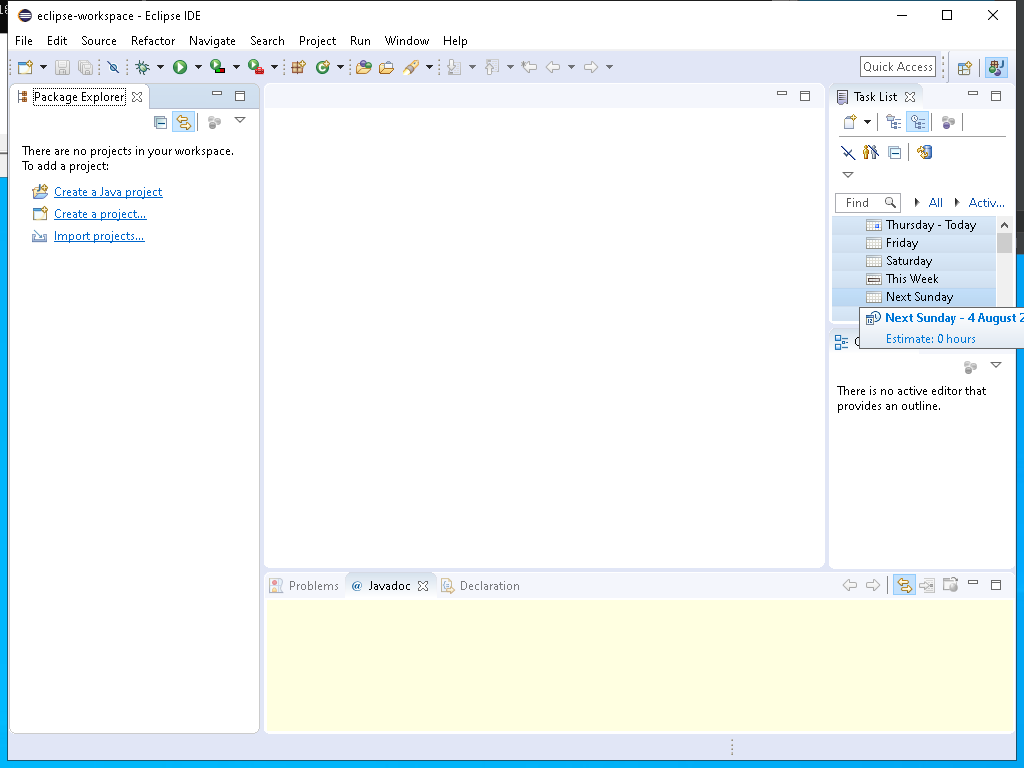 eclipse-workspace - Eclipse IDE
File Edit Source Refactor Navigate Search Project Run Window Help
Quick Access
Package Explorer
There are no projects in your workspace.
To add a project:
Create a Java project
Create a project...
Import projects...
Task List
Find All Activ...
Thursday - Today
Friday
Saturday
This Week
Next Sunday
Next Sunday - 4 August 2
Estimate: 0 hours
There is no active editor that
provides an outline.
Problems @ Javadoc Declaration